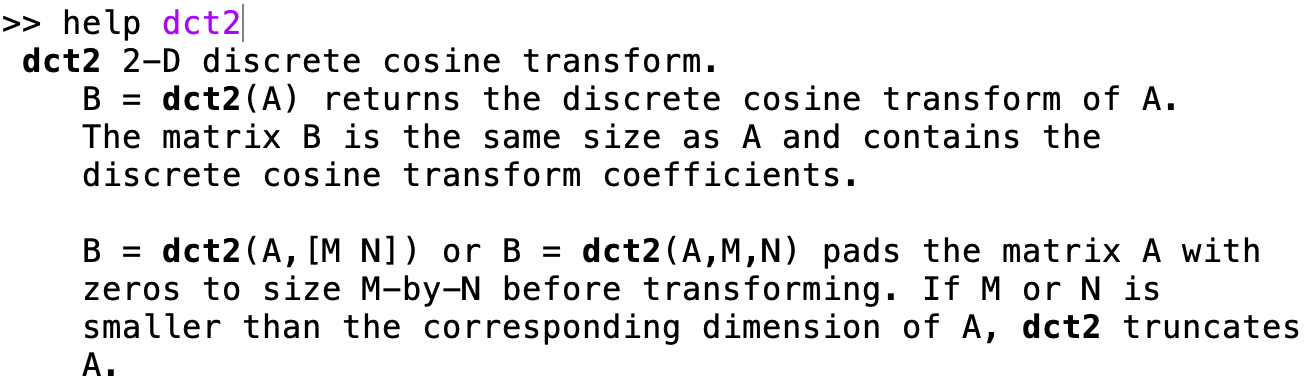 >> help dct2
dct2 2-D discrete cosine transform.
B = dct2(A) returns the discrete cosine transform of A.
The matrix B is the same size as A and contains the
discrete cosine transform coefficients.
B = dct2(A,[M N]) or B = dct2(A,M,N) pads the matrix A with
zeros to size M-by-N before transforming. If M or N is
smaller than the corresponding dimension of A, dct2 truncates
A.